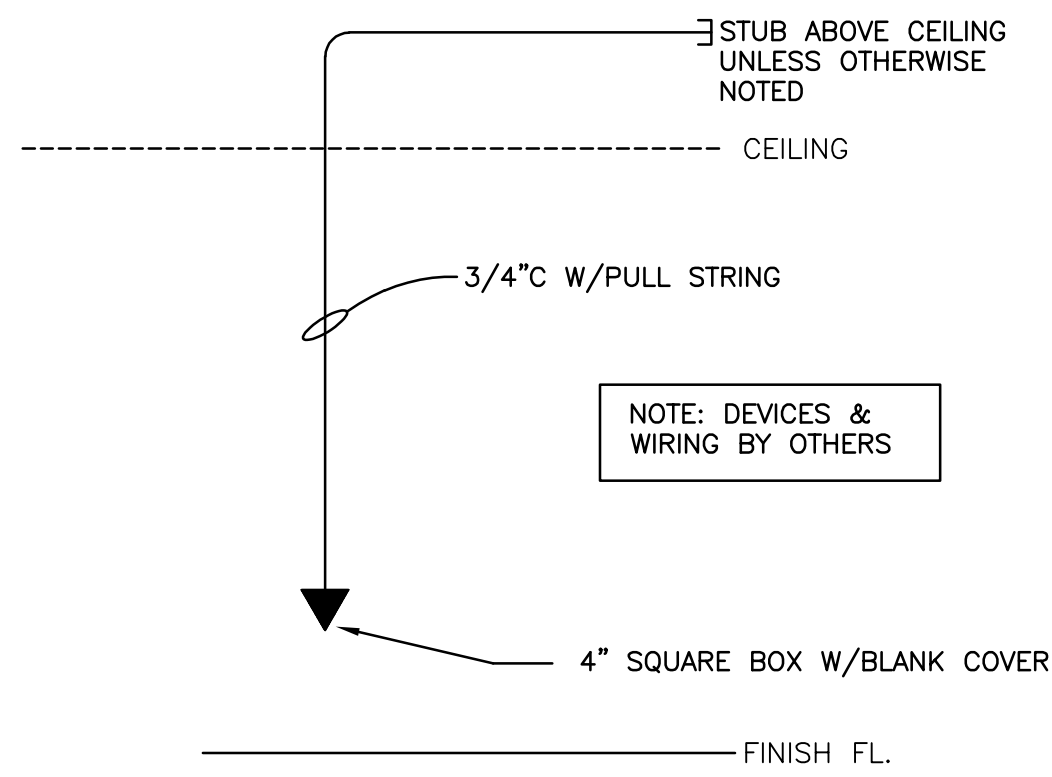 STUB ABOVE CEILING
UNLESS OTHERWISE
NOTED
CEILING
3/4”C W/PULL STRING
NOTE: DEVICES &
WIRING BY OTHERS
4” SQUARE BOX W/BLANK COVER
FINISH FL.